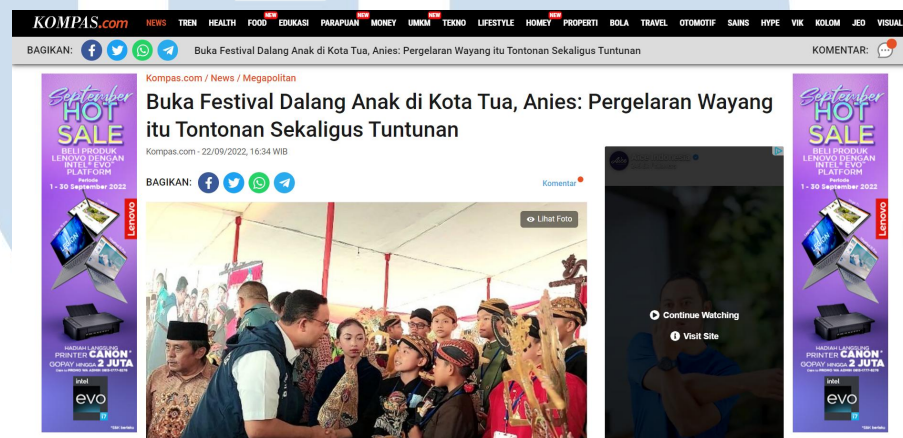 KOMPAS.com
NEWS TREN HEALTH FOOD NEW EDUKASI PARAPUAN NEW MONEY UMKM NEW TEKNO LIFESTYLE HOMEY NEW PROPERTI BOLA TRAVEL OTOMOTIF SAINS HYPE VIK KOLOM JEO VISUAL
BAGIKAN:
Buka Festival Dalang Anak di Kota Tua, Anies: Pergelaran Wayang itu Tontonan Sekaligus Tuntunan
KOMENTAR:
Kompas.com / News / Megapolitan
Buka Festival Dalang Anak di Kota Tua, Anies: Pergelaran Wayang
itu Tontonan Sekaligus Tuntunan
Kompas.com - 22/09/2022, 16:34 WIB
BAGIKAN:
Komentar
Lihat Foto
Continue Watching
Visit Site
September
HOT
SALE
BELI PRODUK
LENOVO DENGAN
INTEL® EVO™
PLATFORM
Periode
1 - 30 September 2022
Lenovo
HADIAH LANGSUNG
PRINTER CANON*
GOPAY HINGGA 2 JUTA
intel
evo
i7
September
HOT
SALE
BELI PRODUK
LENOVO DENGAN
INTEL® EVO™
PLATFORM
Periode
1 - 30 September 2022
Lenovo
HADIAH LANGSUNG
PRINTER CANON*
GOPAY HINGGA 2 JUTA
intel
evo
i7